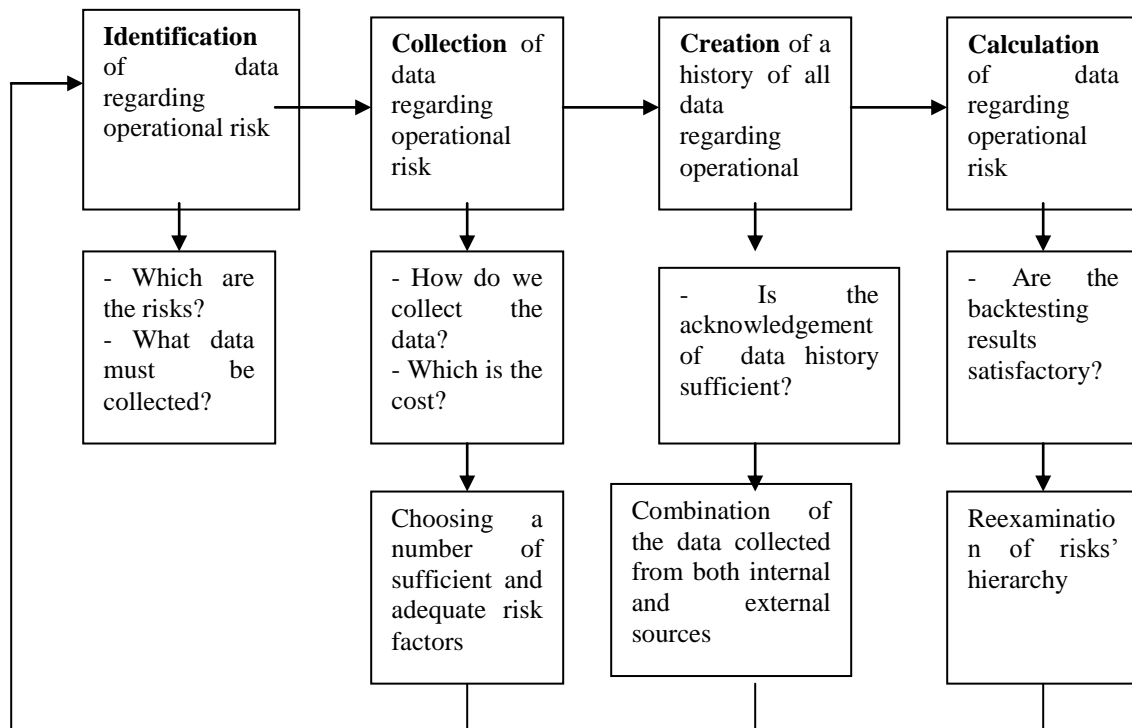 Identification
of data
regarding
operational risk
Collection of
data
regarding
operational
risk
Creation of a
history of all
data
regarding
operational
Calculation
of data
regarding
operational
risk
- Which are
the risks?
- What data
must be
collected?
- How do we
collect the
data?
- Which is the
cost?
- Is the
acknowledgement
of data history
sufficient?
- Are the
backtesting
results
satisfactory?
Choosing a
number of
sufficient and
adequate risk
factors
Combination of
the data collected
from both internal
and external
sources
Reexaminatio
n of risks’
hierarchy